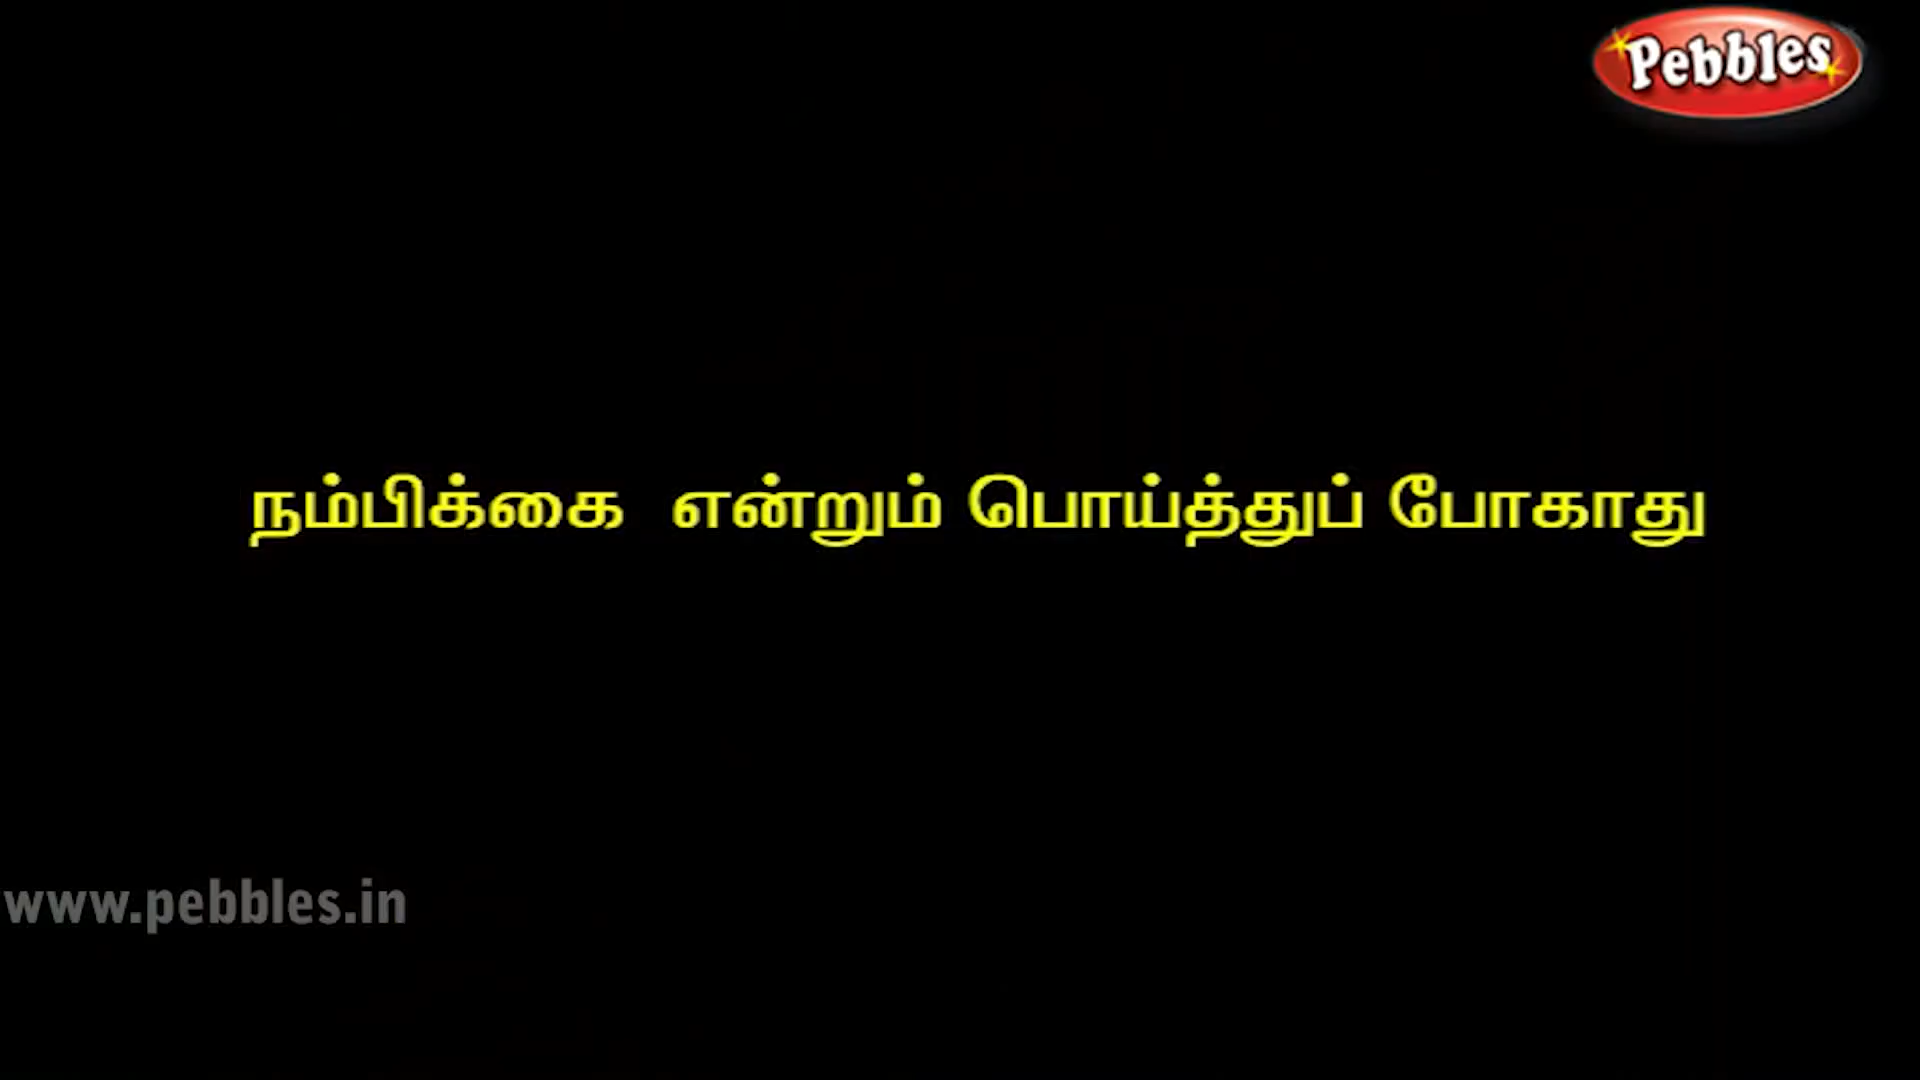 Pebbles
நம்பிக்கை என்றும் பொய்த்துப் போகாது
www.pebbles.in